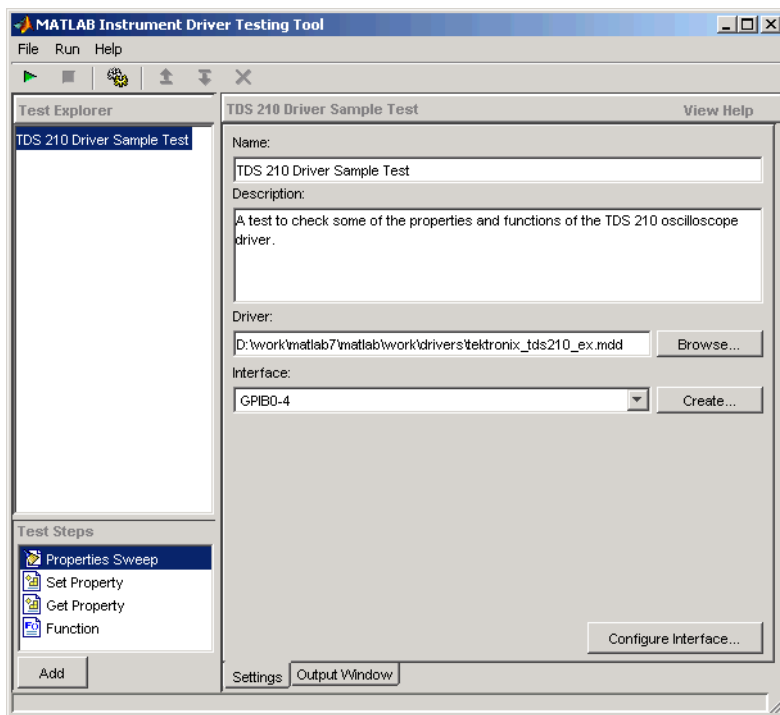 MATLAB Instrument Driver Testing Tool
File Run Help
Test Explorer
TDS 210 Driver Sample Test
TDS 210 Driver Sample Test View Help
Name:
TDS 210 Driver Sample Test
Description:
A test to check some of the properties and functions of the TDS 210 oscilloscope
driver.
Driver:
D:\work\matlab7\matlab\work\drivers\tektronix_tds210_ex.mdd Browse...
Interface:
GPIB0-4 Create...
Test Steps
Properties Sweep
Set Property
Get Property
Function
Configure Interface...
Add
Settings Output Window